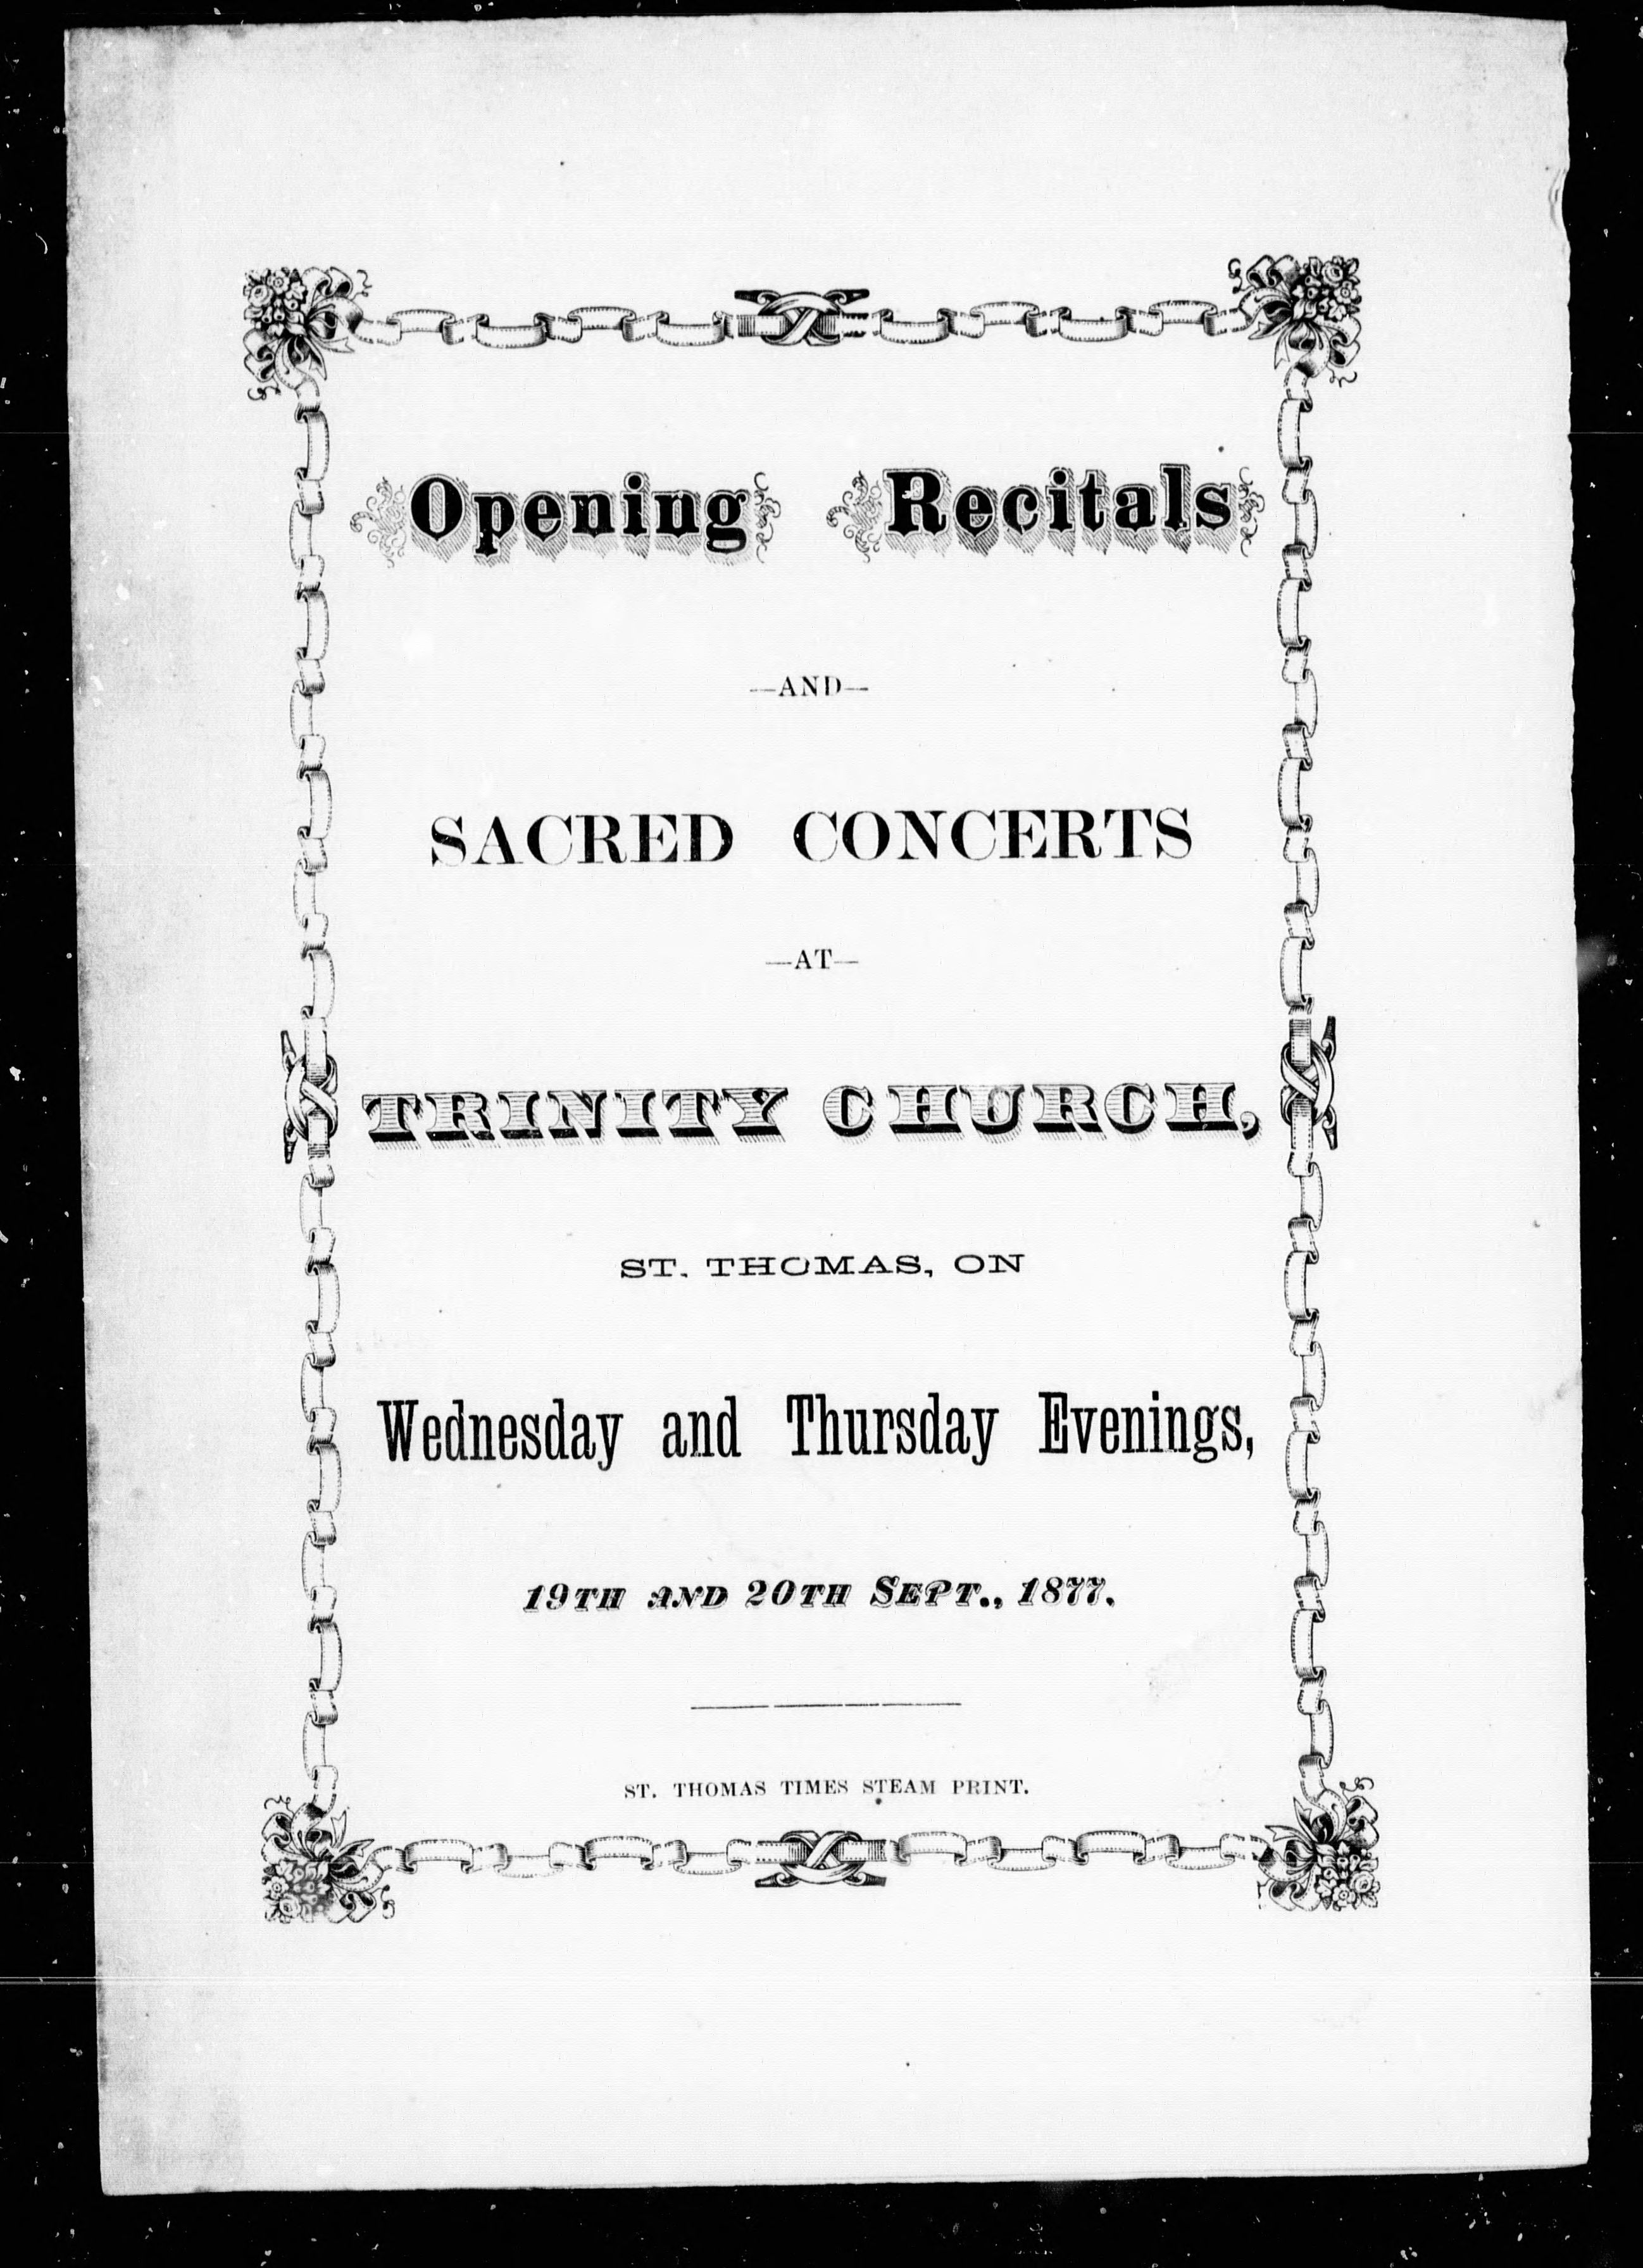 Opening Recitals
—AND—
SACRED CONCERTS
—AT—
TRINITY CHURCH,
ST. THOMAS, ON
Wednesday and Thursday Evenings,
19TH AND 20TH SEPT., 1877.
ST. THOMAS TIMES STEAM PRINT.